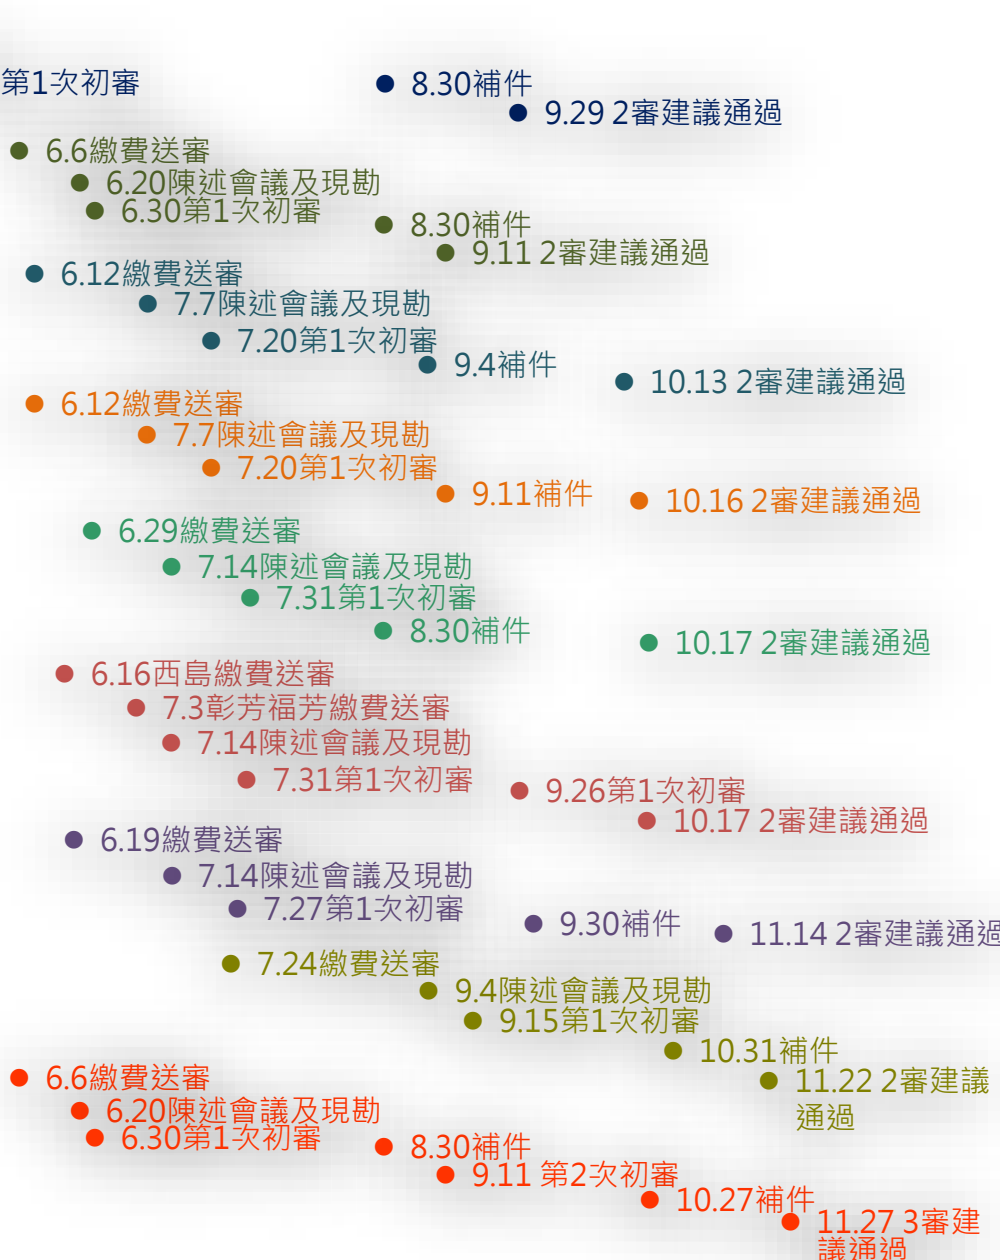 第1次初審
8.30補件
9.29 2審建議通過
6.6繳費送審
6.20陳述會議及現勘
6.30第1次初審
8.30補件
9.11 2審建議通過
6.12繳費送審
7.7陳述會議及現勘
7.20第1次初審
9.4補件
10.13 2審建議通過
6.12繳費送審
7.7陳述會議及現勘
7.20第1次初審
9.11補件
10.16 2審建議通過
6.29繳費送審
7.14陳述會議及現勘
7.31第1次初審
8.30補件
10.17 2審建議通過
6.16西島繳費送審
7.3彰芳福芳繳費送審
7.14陳述會議及現勘
7.31第1次初審
9.26第1次初審
10.17 2審建議通過
6.19繳費送審
7.14陳述會議及現勘
7.27第1次初審
9.30補件
11.14 2審建議通過
7.24繳費送審
9.4陳述會議及現勘
9.15第1次初審
10.31補件
11.22 2審建議
通過
6.6繳費送審
6.20陳述會議及現勘
6.30第1次初審
8.30補件
9.11 第2次初審
10.27補件
11.27 3審建
議通過